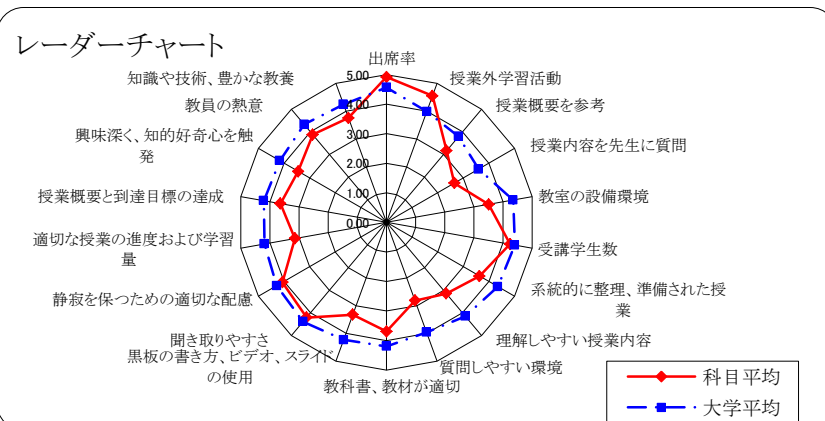 レーダーチャート
出席率
授業外学習活動
授業概要を参考
授業内容を先生に質問
教室の設備環境
受講学生数
系統的に整理、準備された授
業
理解しやすい授業内容
質問しやすい環境
教科書、教材が適切
黒板の書き方、ビデオ、スライド
の使用
聞き取りやすさ
静寂を保つための適切な配慮
適切な授業の進度および学習
量
授業概要と到達目標の達成
興味深く、知的好奇心を触
発
教員の熱意
知識や技術、豊かな教養
5.00
4.00
3.00
2.00
1.00
0.00
科目平均
大学平均